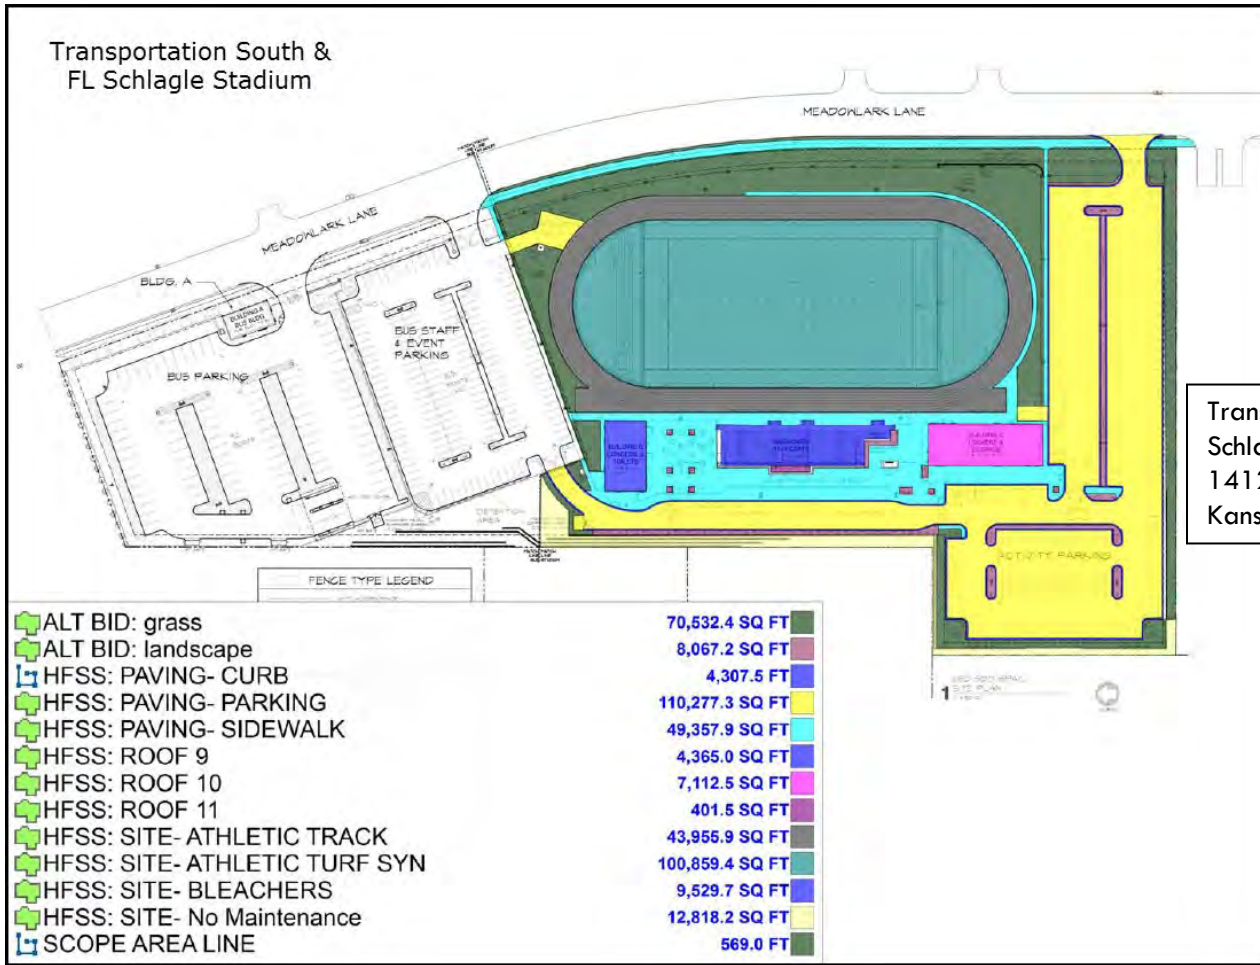 Transportation South &
FL Schlagle Stadium
MEADOWLARK LANE
MEADOWLARK LANE
BLDG. A
BUILDING A
BUS BLDG
BUS STAFF
& EVENT
PARKING
BUS PARKING
Tran
Schla
141
Kans
DETENTION
AREA
ACTIVITY PARKING
FENCE TYPE LEGEND
ALT BID: grass 70,532.4 SQ FT
ALT BID: landscape 8,067.2 SQ FT
HFSS: PAVING- CURB 4,307.5 FT
HFSS: PAVING- PARKING 110,277.3 SQ FT
HFSS: PAVING- SIDEWALK 49,357.9 SQ FT
HFSS: ROOF 9 4,365.0 SQ FT
HFSS: ROOF 10 7,112.5 SQ FT
HFSS: ROOF 11 401.5 SQ FT
HFSS: SITE- ATHLETIC TRACK 43,955.9 SQ FT
HFSS: SITE- ATHLETIC TURF SYN 100,859.4 SQ FT
HFSS: SITE- BLEACHERS 9,529.7 SQ FT
HFSS: SITE- No Maintenance 12,818.2 SQ FT
SCOPE AREA LINE 569.0 FT
1